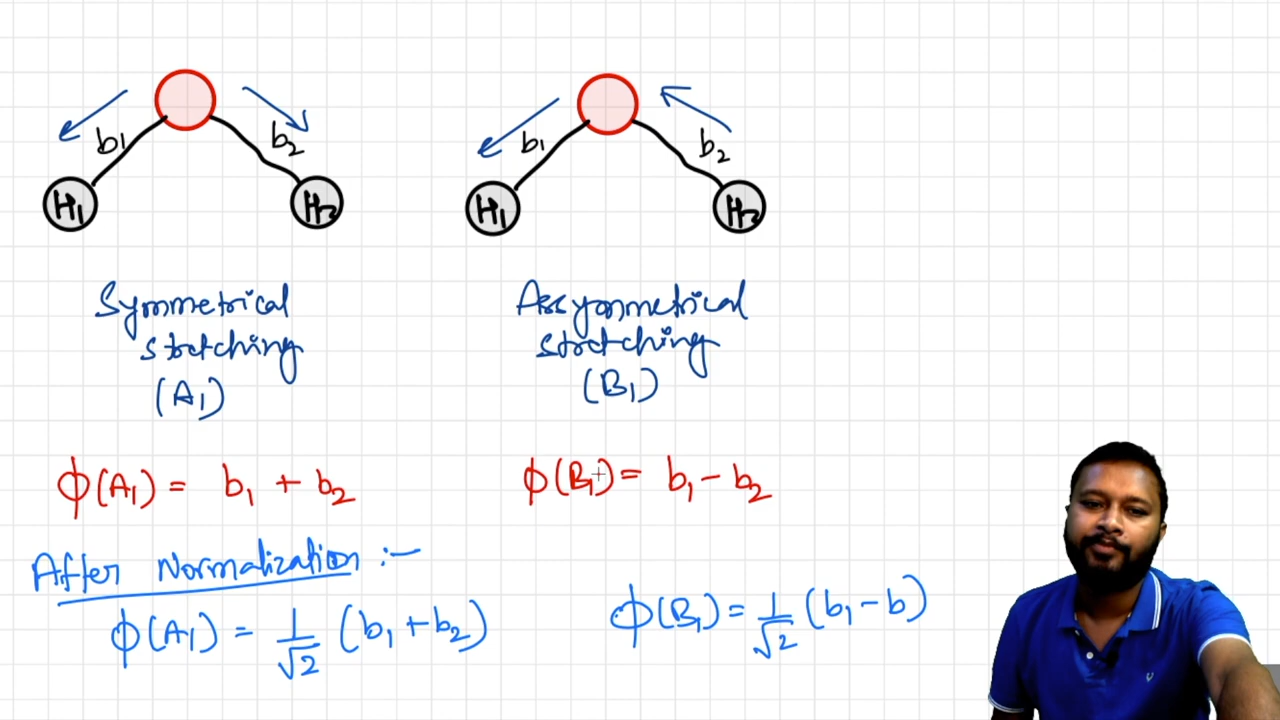 b1 b2
H1 H2
b1 b2
H1 H2
Symmetrical
stretching
(A1)
Assymmetrical
stretching
(B1)
ϕ(A1) = b1 + b2
ϕ(B1) = b1 - b2
After Normalization :-
ϕ(A1) = 1/√2 (b1 + b2)
ϕ(B1) = 1/√2 (b1 - b)